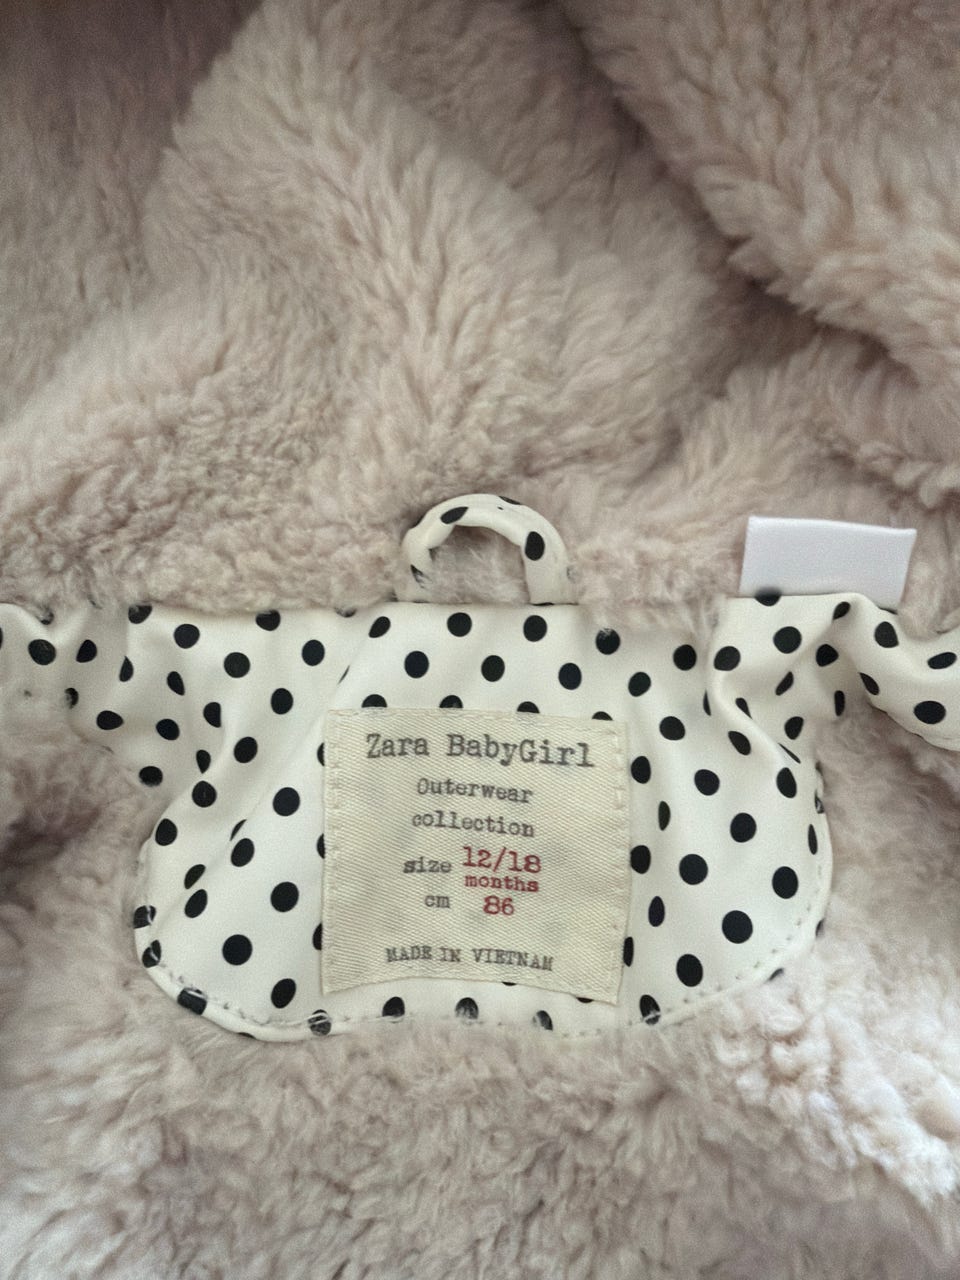 Zara BabyGirl
Outerwear
collection
size 12/18
months
cm 86
MADE IN VIETNAM